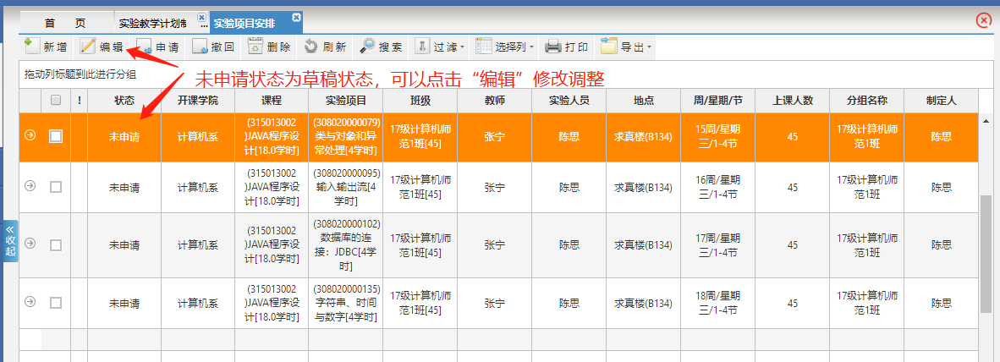 首 页
实验教学计划制...
实验项目安排
新增
编辑
申请
撤回
删除
刷新
搜索
过滤
选择列
打印
导出
拖动列标题到此进行分组
未申请状态为草稿状态，可以点击“编辑”修改调整
! 状态 开课学院 课程 实验项目 班级 教师 实验人员 地点 周/星期/节 上课人数 分组名称 制定人
未申请
计算机系
(315013002
)JAVA程序设
计[18.0学时]
(308020000079)
类与对象和异
常处理[4学时]
17级计算机师
范1班[45]
张宁
陈思
求真楼(B134)
15周/星期
三/1-4节
45
17级计算机师
范1班
陈思
未申请
计算机系
(315013002
)JAVA程序设
计[18.0学时]
(308020000095)
输入输出流[4
学时]
17级计算机师
范1班[45]
张宁
陈思
求真楼(B134)
16周/星期
三/1-4节
45
17级计算机师
范1班
陈思
未申请
计算机系
(315013002
)JAVA程序设
计[18.0学时]
(308020000102)
数据库的连
接：JDBC[4学
时]
17级计算机师
范1班[45]
张宁
陈思
求真楼(B134)
17周/星期
三/1-4节
45
17级计算机师
范1班
陈思
未申请
计算机系
(315013002
)JAVA程序设
计[18.0学时]
(308020000135)
字符串、时间
与数字[4学时]
17级计算机师
范1班[45]
张宁
陈思
求真楼(B134)
18周/星期
三/1-4节
45
17级计算机师
范1班
陈思
收
起